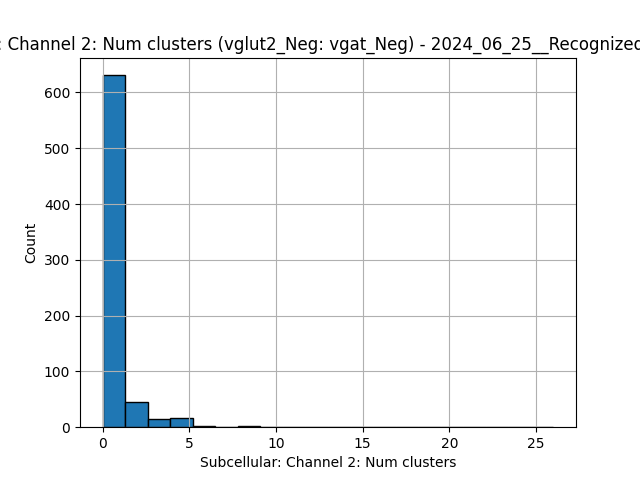 : Channel 2: Num clusters (vglut2_Neg: vgat_Neg) - 2024_06_25__Recognized
600
500
400
300
200
100
0
Count
0 5 10 15 20 25
Subcellular: Channel 2: Num clusters